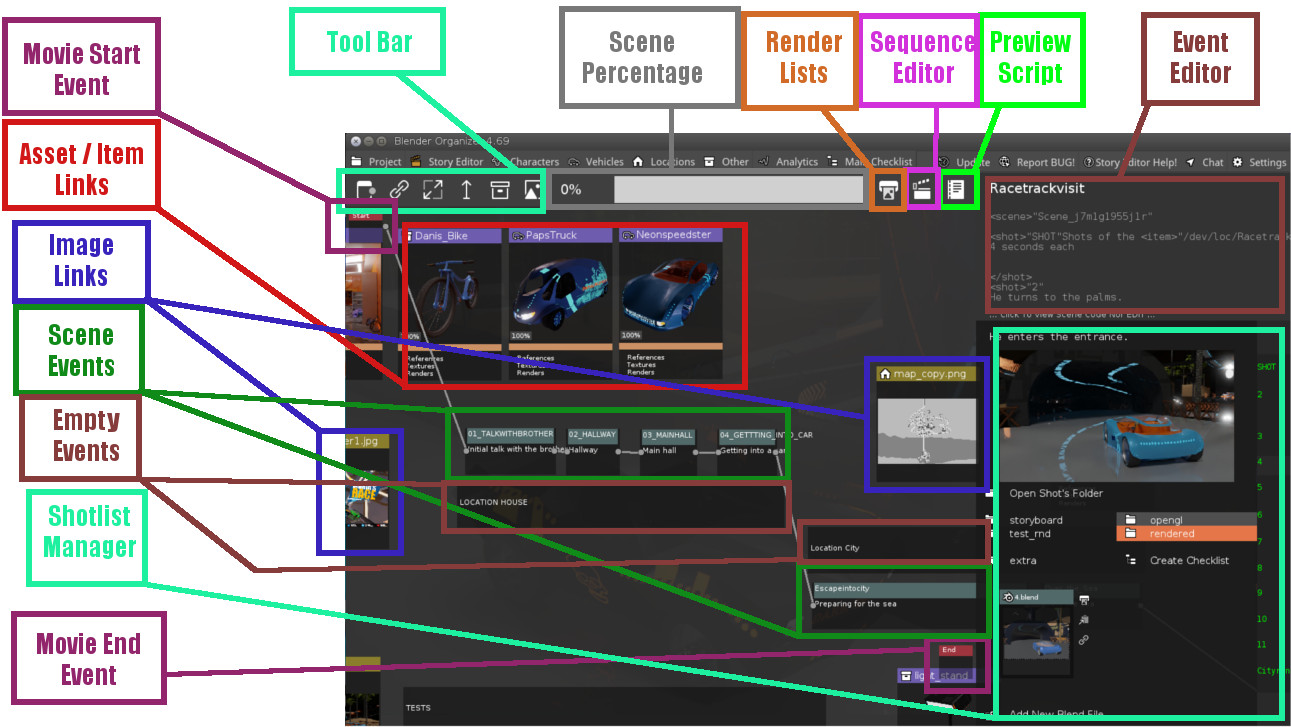 Movie Start
Event
Tool Bar
Scene
Percentage
Render
Lists
Sequence
Editor
Preview
Script
Event
Editor
Asset / Item
Links
Image
Links
Scene
Events
Empty
Events
Shotlist
Manager
Movie End
Event
Blender Organizer 4.69
Project
Story Editor
Characters
Vehicles
Locations
Other
Analytics
Main Checklist
Update
Report BUG!
Story Editor Help!
Chat
Settings
0%
Start
Danis_Bike
PapsTruck
Neonspeedster
100%
100%
References
Textures
Renders
References
Textures
Renders
References
Textures
Renders
Racetrackvisit
<scene>"Scene_j7m1g1955j1r"
<shot>"SHOT"Shots of the <item>"/dev/loc/Racetrack
4 seconds each
</shot>
<shot>"2"
He turns to the palms.
... Click to View Scene Code Nor Edit ...
He enters the entrance.
map_copy.png
er1.jpg
RACE
01_TALKWITHBROTHER
02_HALLWAY
03_MAINHALL
04_GETTTING_INTO_CAR
Initial talk with the brother
Hallway
Main hall
Getting into a car
LOCATION HOUSE
Location City
Escapeintocity
Preparing for the sea
End
light_stand
TESTS
Open Shot's Folder
storyboard
opengl
test_rnd
rendered
extra
Create Checklist
4.blend
Add New Blend File
SHOT
2
3
4
5
6
7
8
9
10
11